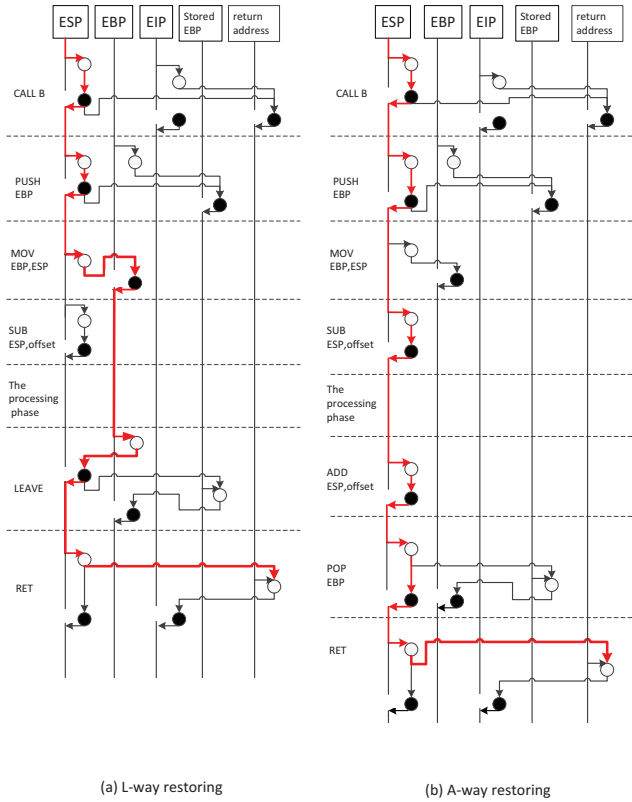 ESP EBP EIP Stored EBP return address
CALL B
PUSH
EBP
MOV
EBP,ESP
SUB
ESP,offset
The
processing
phase
LEAVE
RET
(a) L-way restoring
ESP EBP EIP Stored EBP return address
CALL B
PUSH
EBP
MOV
EBP,ESP
SUB
ESP,offset
The
processing
phase
ADD
ESP,offset
POP
EBP
RET
(b) A-way restoring